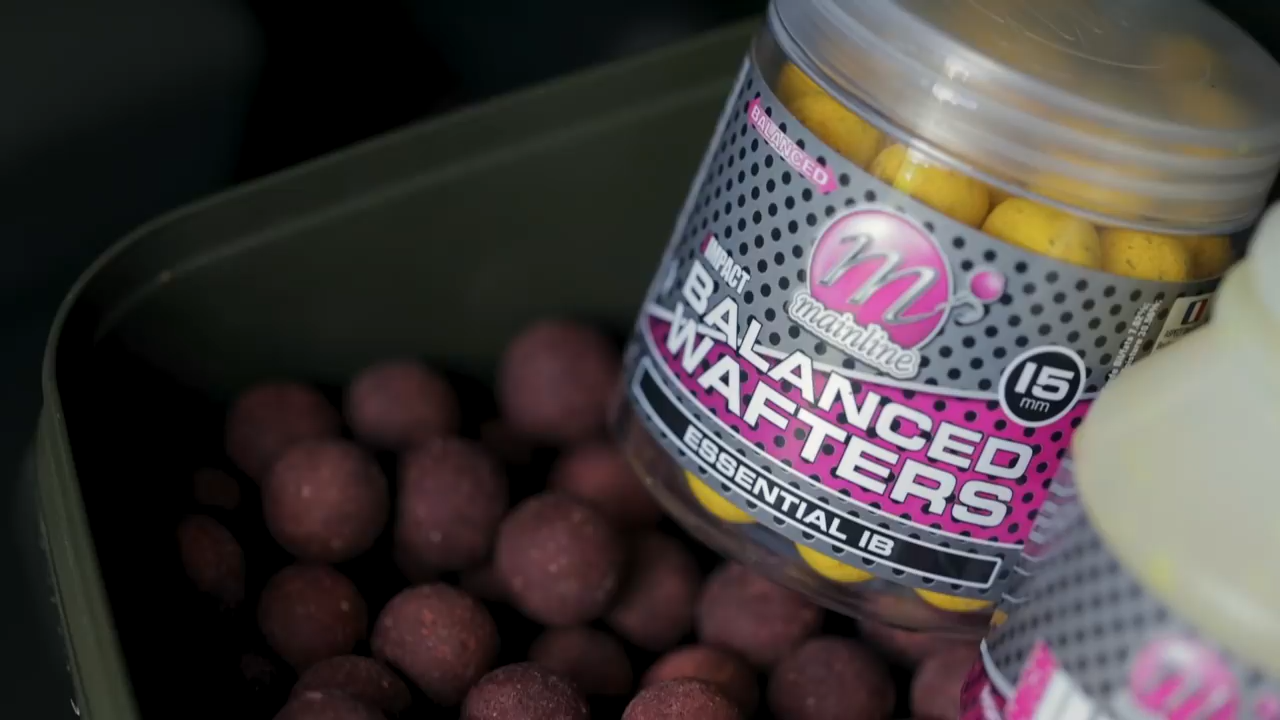 BALANCED
m
mainline
IMPACT
BALANCED
WAFTERS
15
mm
ESSENTIAL IB